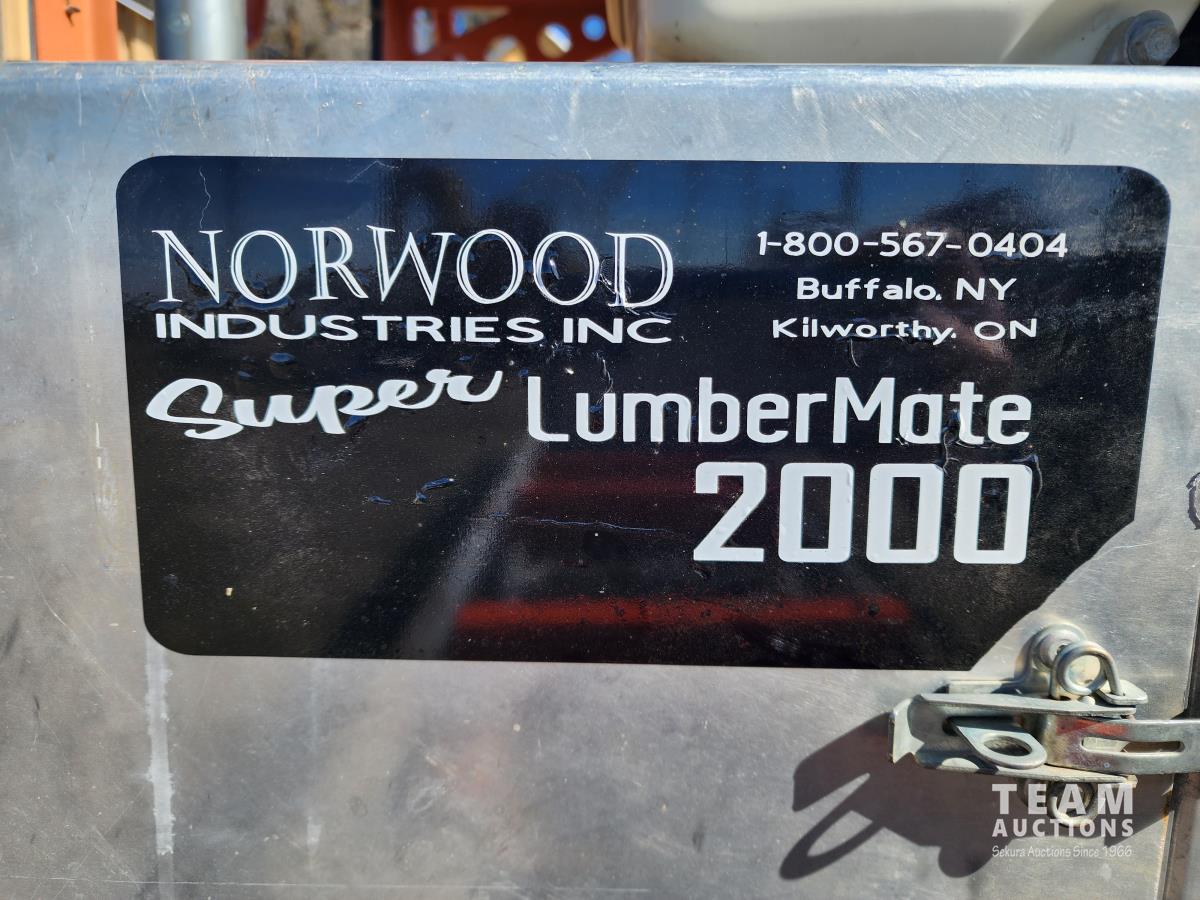 NORWOOD
INDUSTRIES INC
1-800-567-0404
Buffalo, NY
Kilworthy, ON
Super LumberMate
2000
TEAM
AUCTIONS
Sekura Auctions Since 1966